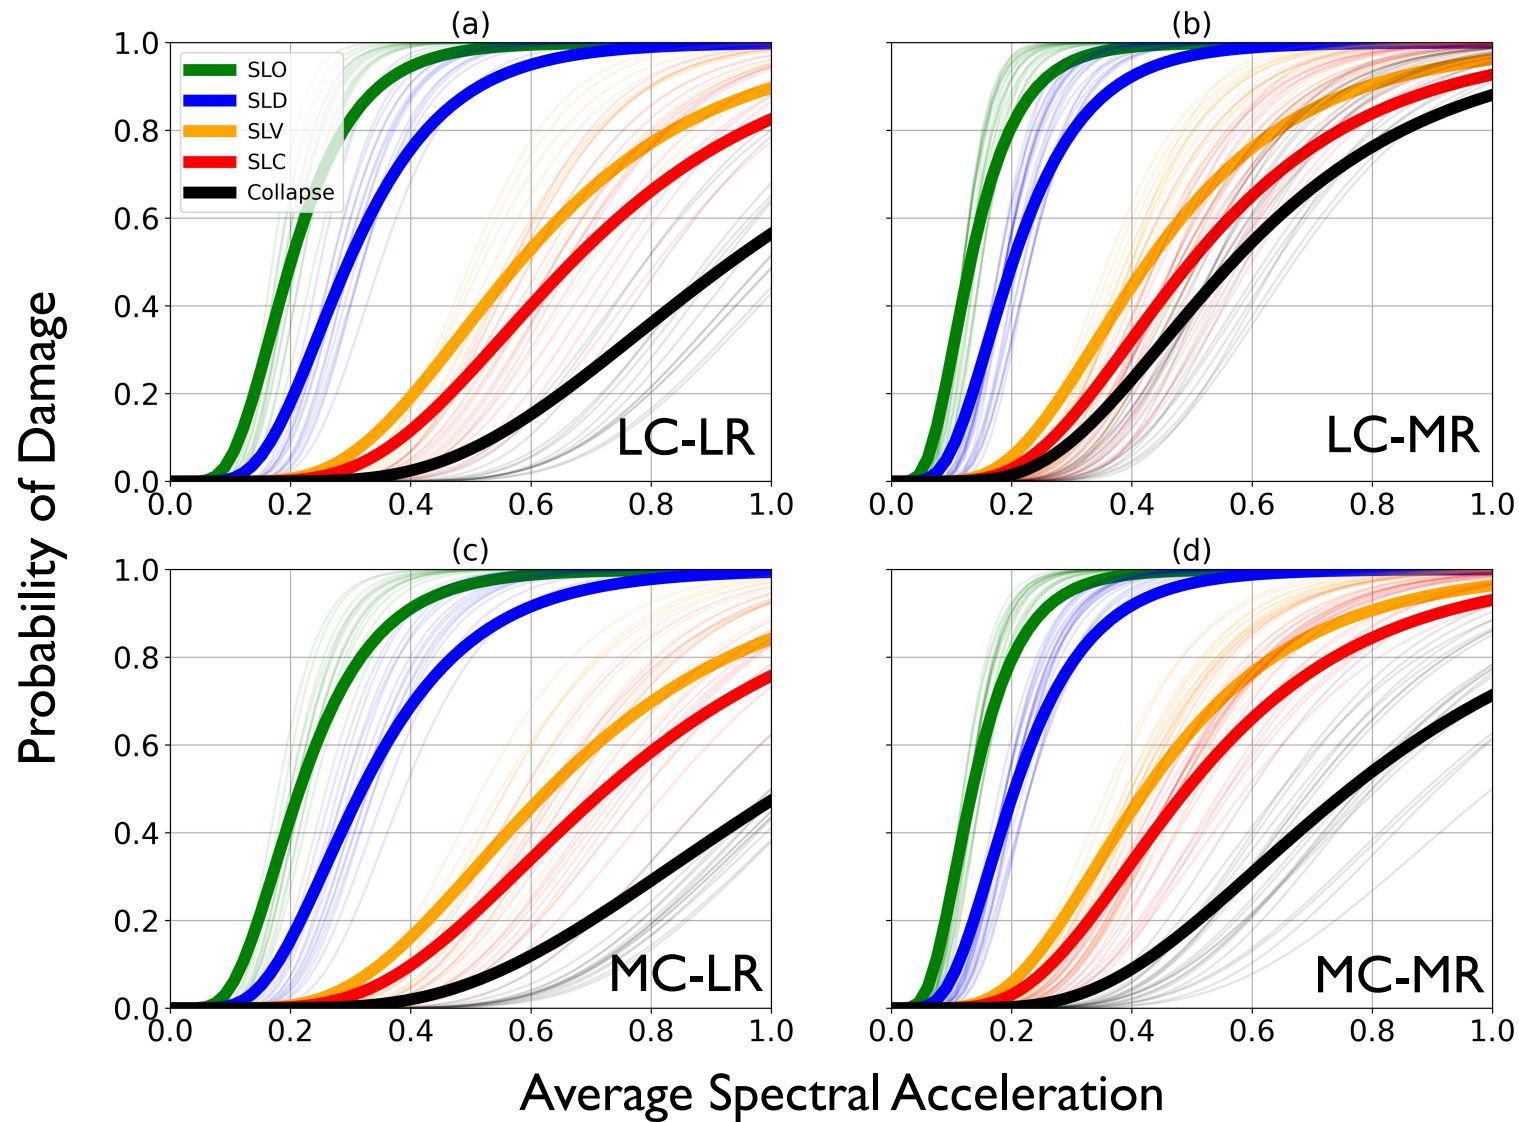 (a)
(b)
1.0
0.8
0.6
0.4
0.2
0.0
SLO
SLD
SLV
SLC
Collapse
LC-LR
LC-MR
0.0 0.2 0.4 0.6 0.8 1.0
0.0 0.2 0.4 0.6 0.8 1.0
(c)
(d)
1.0
0.8
0.6
0.4
0.2
0.0
MC-LR
MC-MR
0.0 0.2 0.4 0.6 0.8 1.0
0.0 0.2 0.4 0.6 0.8 1.0
Probability of Damage
Average Spectral Acceleration